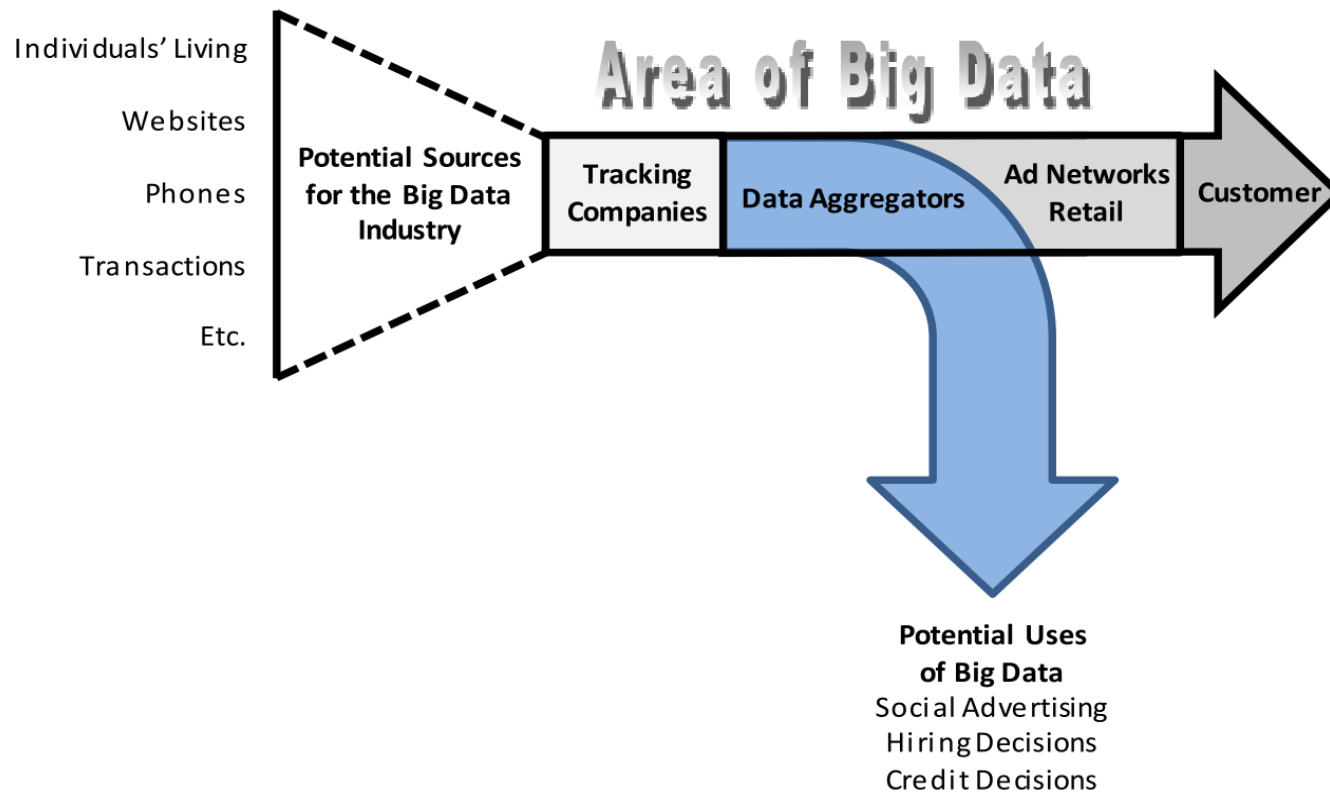 Individuals’ Living
Websites
Phones
Transactions
Etc.
Potential Sources
for the Big Data
Industry
Area of Big Data
Tracking
Companies
Data Aggregators
Ad Networks
Retail
Customer
Potential Uses
of Big Data
Social Advertising
Hiring Decisions
Credit Decisions